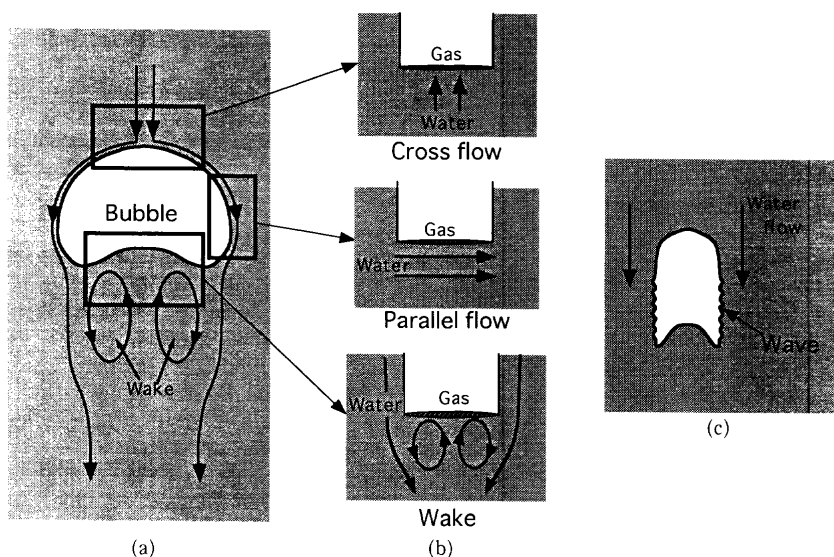 Gas
Water
Cross flow
Bubble
Wake
Gas
Water
Parallel flow
Gas
Water
Wake
Water
flow
Wave
(a)
(b)
(c)